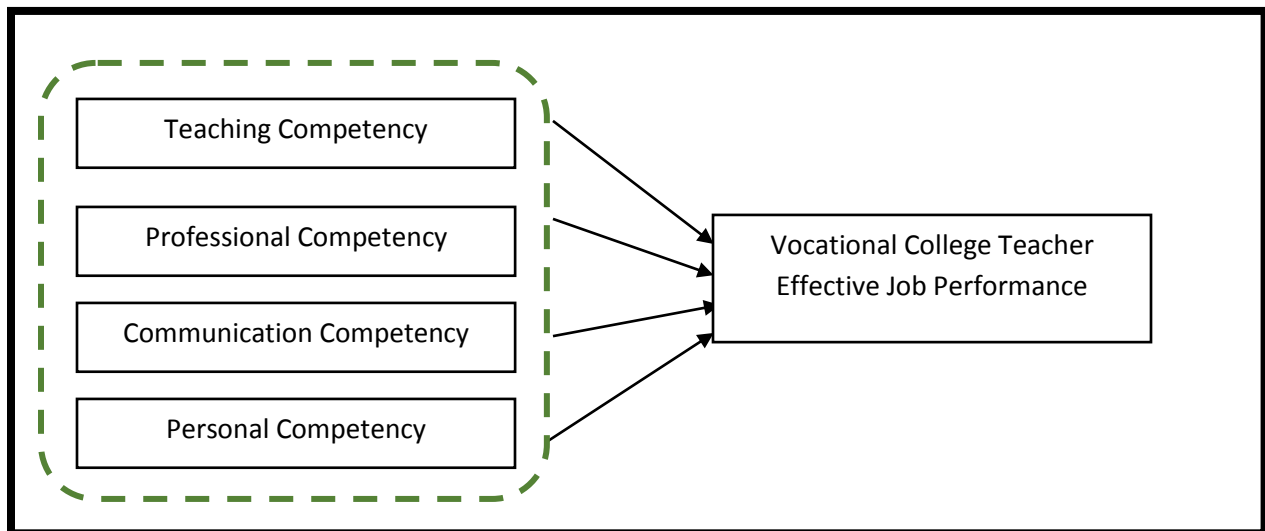 Teaching Competency
Professional Competency
Communication Competency
Personal Competency
Vocational College Teacher
Effective Job Performance